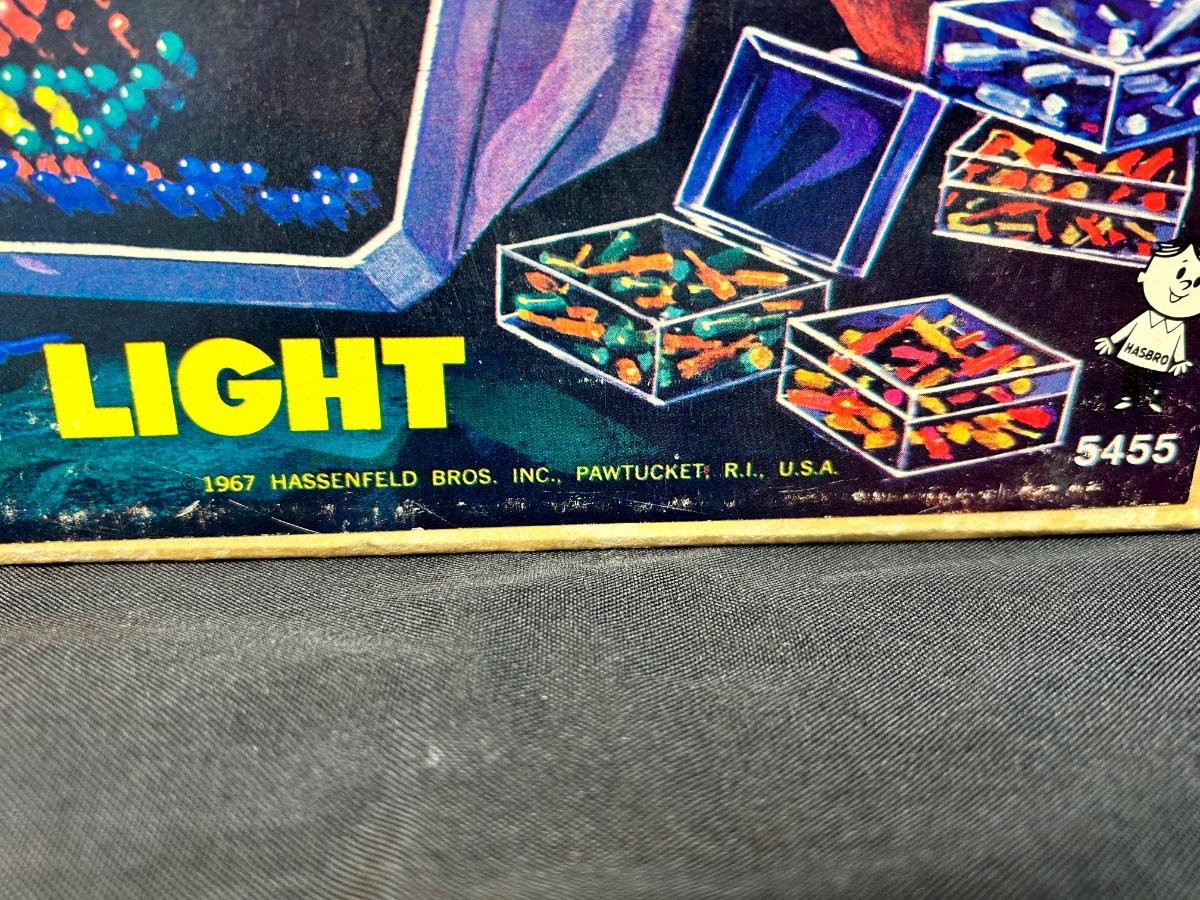 LIGHT
© 1967 HASSENFELD BROS. INC., PAWTUCKET, R.I., U.S.A.
HASBRO
5455